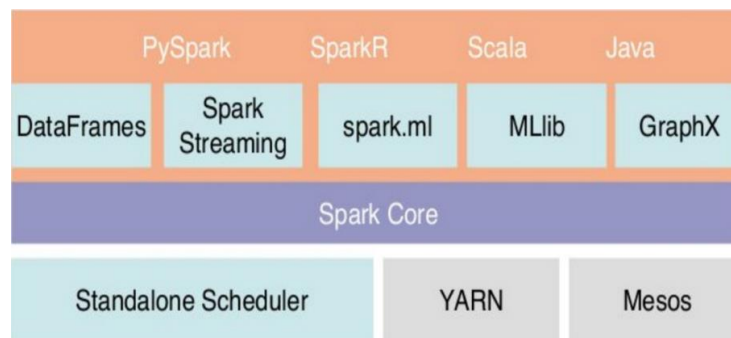 PySpark SparkR Scala Java
DataFrames Spark Streaming spark.ml MLlib GraphX
Spark Core
Standalone Scheduler YARN Mesos